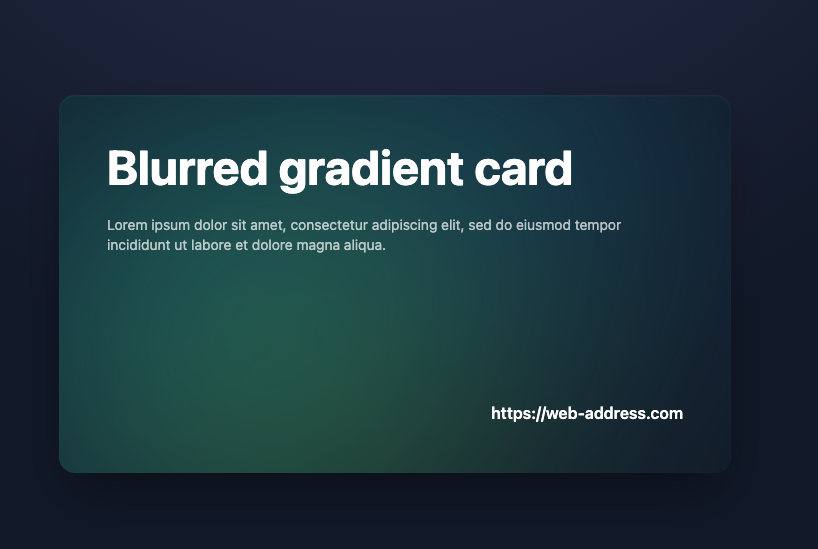 Blurred gradient card
Lorem ipsum dolor sit amet, consectetur adipiscing elit, sed do eiusmod tempor
incididunt ut labore et dolore magna aliqua.
https://web-address.com